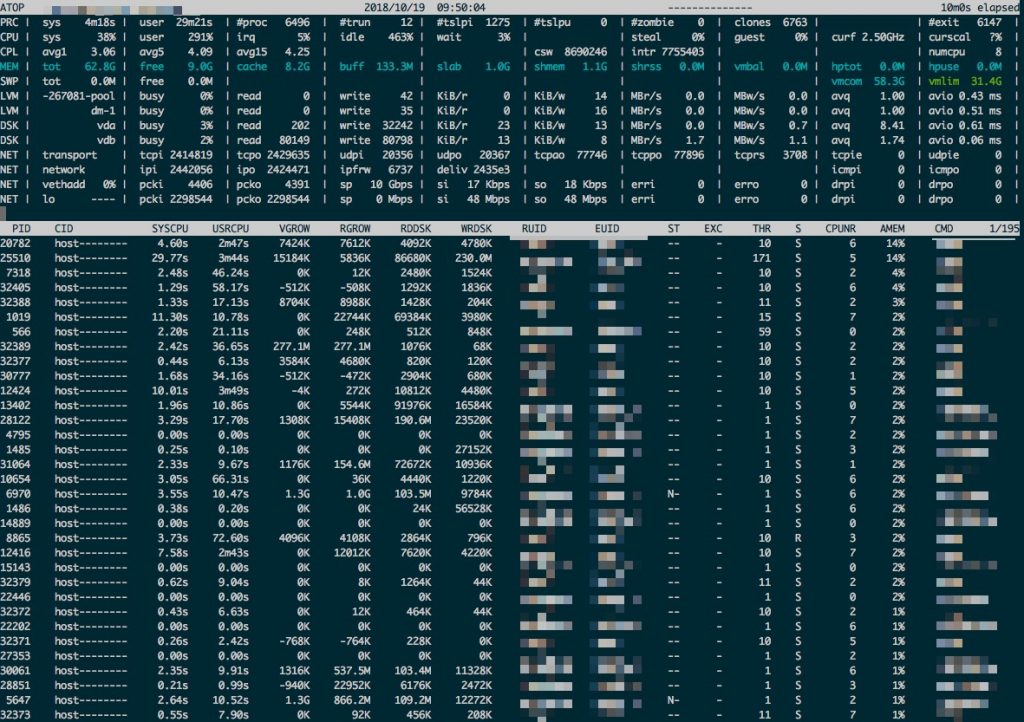 ATOP 2018/10/19 09:50:04 -------------- 10m0s elapsed
PRC | sys 4m18s | user 29m21s | #proc 6496 | #trun 12 | #tslpi 1275 | #tslpu 0 | #zombie 0 | clones 6763 | | #exit 6147 |
CPU | sys 38% | user 291% | irq 5% | idle 463% | wait 3% | | steal 0% | guest 0% | curf 2.50GHz | curscal ?% |
CPL | avg1 3.06 | avg5 4.09 | avg15 4.25 | | | csw 8690246 | intr 7755403 | | | numcpu 8 |
MEM | tot 62.8G | free 9.0G | cache 8.2G | buff 133.3M | slab 1.0G | shmem 1.1G | shrss 0.0M | vmbal 0.0M | hptot 0.0M | hpuse 0.0M |
SWP | tot 0.0M | free 0.0M | | | | | | | vmcom 58.3G | vmlim 31.4G |
LVM | -267081-pool | busy 0% | read 0 | write 42 | KiB/r 0 | KiB/w 14 | MBr/s 0.0 | MBw/s 0.0 | avq 1.00 | avio 0.43 ms |
LVM | dm-1 | busy 0% | read 0 | write 35 | KiB/r 0 | KiB/w 16 | MBr/s 0.0 | MBw/s 0.0 | avq 1.00 | avio 0.51 ms |
DSK | vda | busy 3% | read 202 | write 32242 | KiB/r 23 | KiB/w 13 | MBr/s 0.0 | MBw/s 0.7 | avq 8.41 | avio 0.61 ms |
DSK | vdb | busy 2% | read 80149 | write 80798 | KiB/r 13 | KiB/w 8 | MBr/s 1.7 | MBw/s 1.1 | avq 1.74 | avio 0.06 ms |
NET | transport | tcpi 2414819 | tcpo 2429635 | udpi 20356 | udpo 20367 | tcpao 77746 | tcppo 77896 | tcprs 3708 | tcpie 0 | udpie 0 |
NET | network | ipi 2442056 | ipo 2424471 | ipfrw 6737 | deliv 2435e3 | | | | icmpi 0 | icmpo 0 |
NET | vethadd 0% | pcki 4406 | pcko 4391 | sp 10 Gbps | si 17 Kbps | so 18 Kbps | erri 0 | erro 0 | drpi 0 | drpo 0 |
NET | lo ---- | pcki 2298544 | pcko 2298544 | sp 0 Mbps | si 48 Mbps | so 48 Mbps | erri 0 | erro 0 | drpi 0 | drpo 0 |
PID CID SYSCPU USRCPU VGROW RGROW RDDSK WRDSK RUID EUID ST EXC THR S CPUNR AMEM CMD 1/195
20782 host-------- 4.60s 2m47s 7424K 7612K 4092K 4780K -- - 10 S 6 14%
25510 host-------- 29.77s 3m44s 15184K 5836K 86680K 230.0M -- - 171 S 5 14%
7318 host-------- 2.48s 46.24s 0K 12K 2480K 1524K -- - 10 S 2 4%
32405 host-------- 1.29s 58.17s -512K -508K 1292K 1836K -- - 10 S 6 4%
32388 host-------- 1.33s 17.13s 8704K 8988K 1428K 204K -- - 11 S 2 3%
1019 host-------- 11.30s 10.78s 0K 22744K 69384K 3980K -- - 15 S 7 2%
566 host-------- 2.20s 21.11s 0K 248K 512K 848K -- - 59 S 0 2%
32389 host-------- 2.42s 36.65s 277.1M 277.1M 1076K 68K -- - 10 S 2 2%
32377 host-------- 0.44s 6.13s 3584K 4680K 820K 120K -- - 10 S 2 2%
30777 host-------- 1.68s 34.16s -512K -472K 2904K 680K -- - 10 S 1 2%
12424 host-------- 10.01s 3m49s -4K 272K 10812K 4480K -- - 10 S 5 2%
13402 host-------- 1.96s 10.86s 0K 5544K 91976K 16584K -- - 1 S 0 2%
28122 host-------- 3.29s 17.70s 1308K 15408K 190.6M 23520K -- - 1 S 7 2%
4795 host-------- 0.00s 0.00s 0K 0K 0K 0K -- - 1 S 2 2%
1485 host-------- 0.25s 0.10s 0K 0K 0K 27152K -- - 1 S 3 2%
31064 host-------- 2.33s 9.67s 1176K 154.6M 72672K 10936K -- - 1 S 1 2%
10654 host-------- 3.05s 66.31s 0K 36K 4440K 1220K -- - 10 S 6 2%
6970 host-------- 3.55s 10.47s 1.3G 1.0G 103.5M 9784K N- - 1 S 6 2%
1486 host-------- 0.38s 0.20s 0K 0K 24K 56528K -- - 1 S 6 2%
14889 host-------- 0.00s 0.00s 0K 0K 0K 0K -- - 1 S 0 2%
8865 host-------- 3.73s 72.60s 4096K 4108K 2864K 796K -- - 10 R 3 2%
12416 host-------- 7.58s 2m43s 0K 12012K 7620K 4220K -- - 10 S 7 2%
15143 host-------- 0.00s 0.00s 0K 0K 0K 0K -- - 1 S 0 2%
32379 host-------- 0.62s 9.04s 0K 8K 1264K 44K -- - 11 S 2 2%
22446 host-------- 0.00s 0.00s 0K 0K 0K 0K -- - 1 S 0 2%
32372 host-------- 0.43s 6.63s 0K 12K 464K 44K -- - 10 S 2 1%
22202 host-------- 0.00s 0.00s 0K 0K 0K 0K -- - 1 S 6 1%
32371 host-------- 0.26s 2.42s -768K -764K 228K 0K -- - 10 S 5 1%
27353 host-------- 0.00s 0.00s 0K 0K 0K 0K -- - 1 S 2 1%
30061 host-------- 2.35s 9.91s 1316K 537.5M 103.4M 11328K -- - 1 S 6 1%
28851 host-------- 0.21s 0.99s -940K 22952K 6176K 2472K -- - 1 S 3 1%
5647 host-------- 2.64s 10.52s 1.3G 866.2M 109.2M 12272K N- - 1 S 2 1%
32373 host-------- 0.55s 7.90s 0K 92K 456K 208K -- - 11 S 7 1%